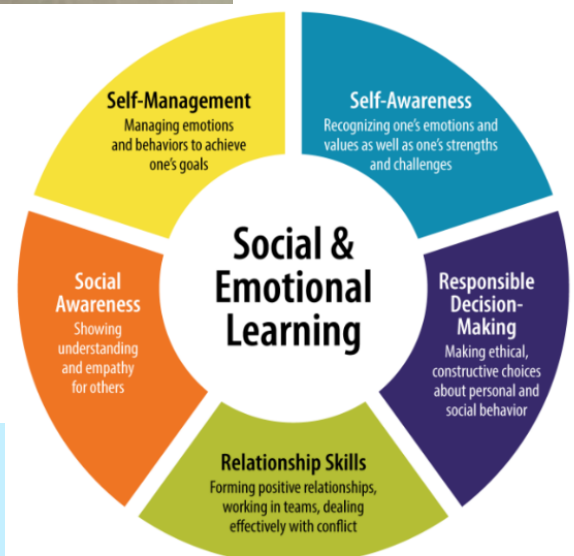 Social &
Emotional
Learning
Self-Management
Managing emotions
and behaviors to achieve
one's goals
Self-Awareness
Recognizing one's emotions and
values as well as one's strengths
and challenges
Social
Awareness
Showing
understanding
and empathy
for others
Responsible
Decision-
Making
Making ethical,
constructive choices
about personal and
social behavior
Relationship Skills
Forming positive relationships,
working in teams, dealing
effectively with conflict